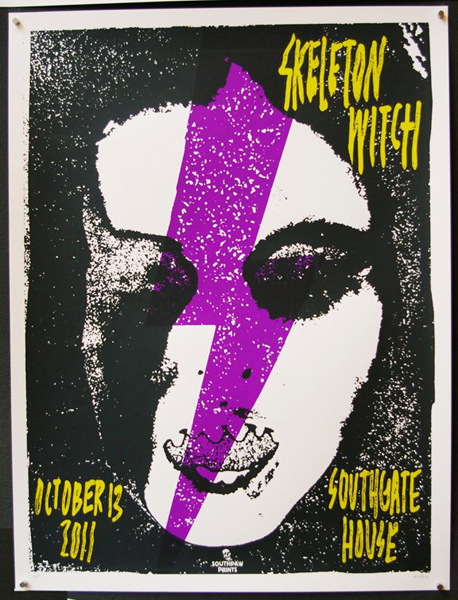 SKELETON
WITCH
OCTOBER 13
2011
SOUTHGATE
HOUSE
SOUTHPAW
PRINTS